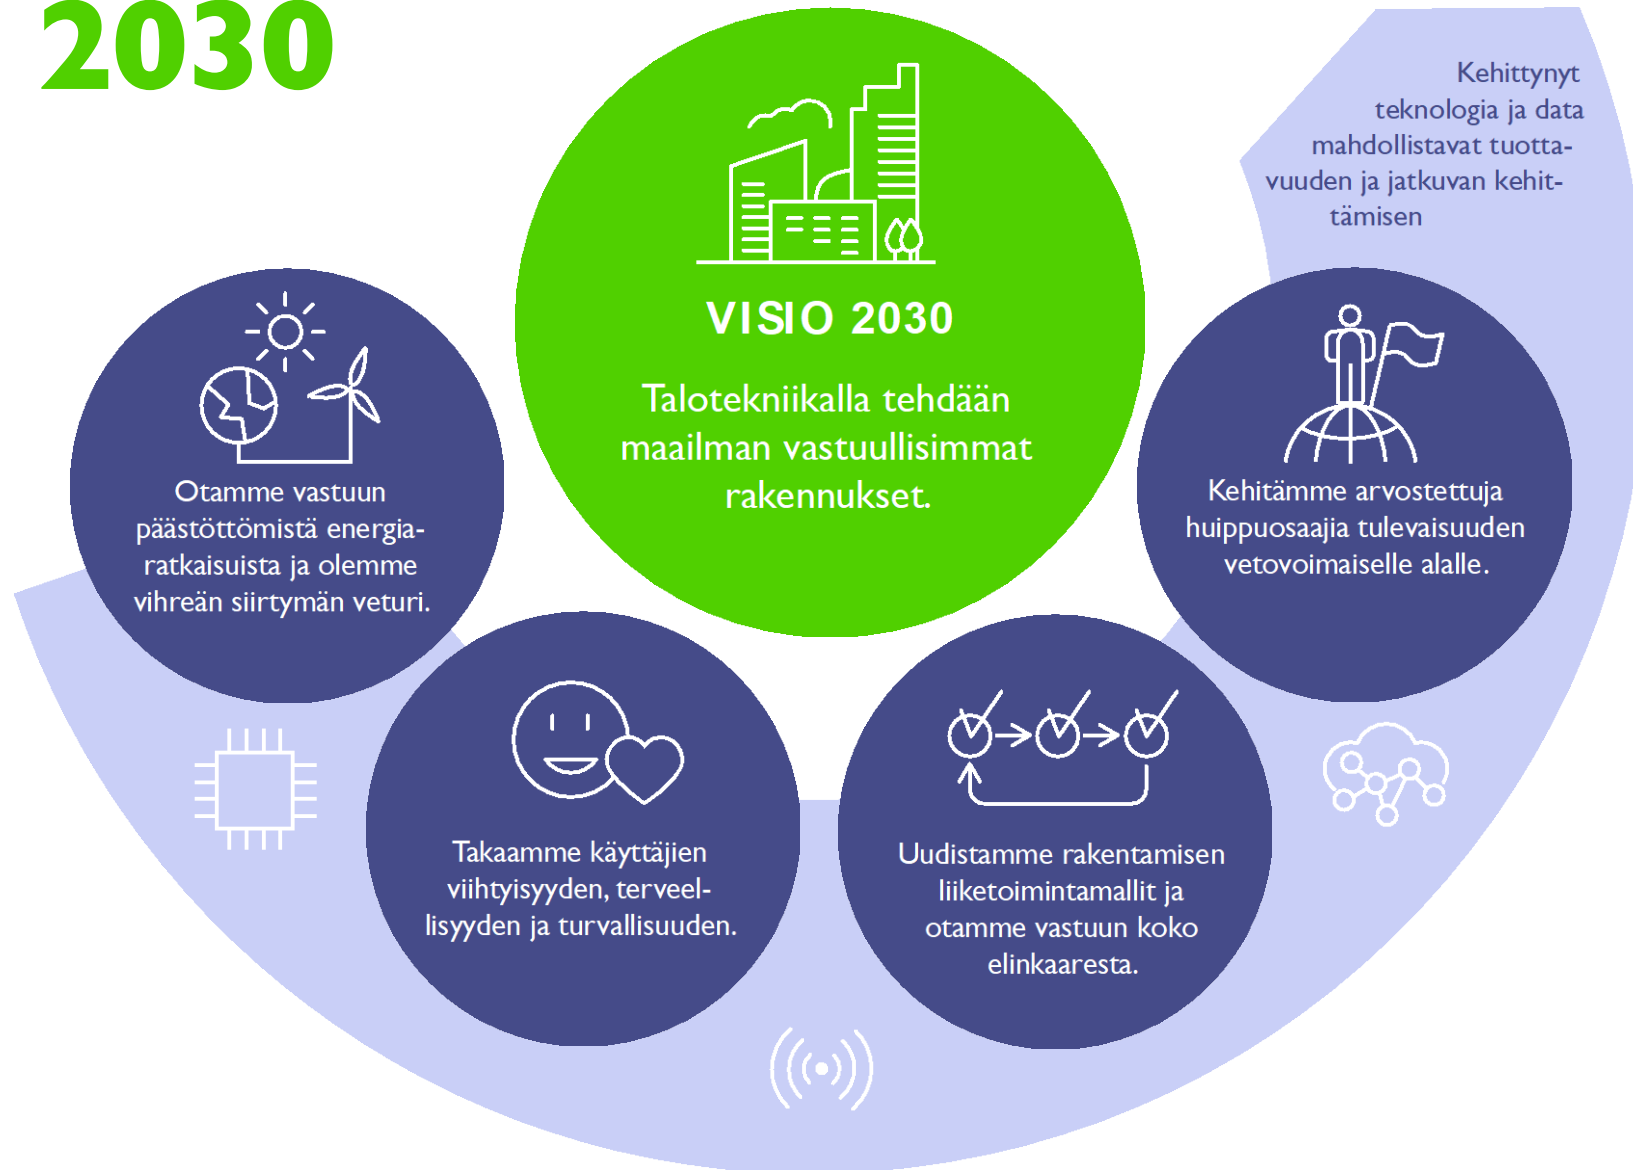 2030
VISIO 2030
Talotekniikalla tehdään
maailman vastuullisimmat
rakennukset.
Kehittynyt
teknologia ja data
mahdollistavat tuotta-
vuuden ja jatkuvan kehit-
tämisen
Otamme vastuun
päästöttömistä energia-
ratkaisuista ja olemme
vihreän siirtymän veturi.
Takaamme käyttäjien
viihtyisyyden, terveel-
lisyyden ja turvallisuuden.
Uudistamme rakentamisen
liiketoimintamallit ja
otamme vastuun koko
elinkaaresta.
Kehitämme arvostettuja
huippuosaajia tulevaisuuden
vetovoimaiselle alalle.